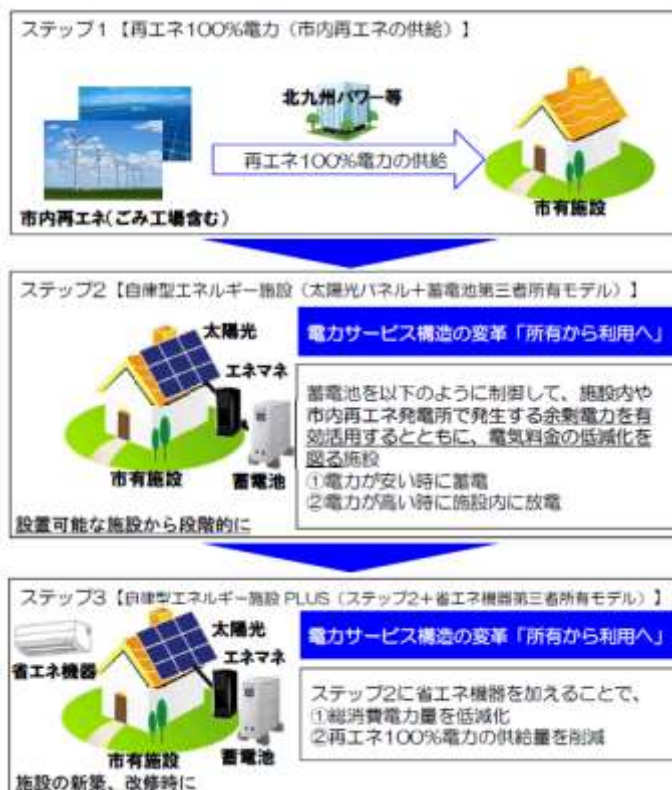 ステップ1【再エネ100%電力（市内再エネの供給）】
北九州パワー等
再エネ100%電力の供給
市内再エネ(ごみ工場含む)
市有施設
ステップ2【自律型エネルギー施設（太陽光パネル＋蓄電池第三者所有モデル）】
太陽光
エネマネ
市有施設
蓄電池
設置可能な施設から段階的に
電力サービス構造の変革「所有から利用へ」
蓄電池を以下のように制御して、施設内や
市内再エネ発電所で発生する余剰電力を有
効活用するとともに、電気料金の低減化を
図る施設
①電力が安い時に蓄電
②電力が高い時に施設内に放電
ステップ3【自律型エネルギー施設 PLUS（ステップ2＋省エネ機器第三者所有モデル）】
太陽光
省エネ機器
エネマネ
市有施設
蓄電池
施設の新築、改修時に
電力サービス構造の変革「所有から利用へ」
ステップ2に省エネ機器を加えることで、
①総消費電力量を低減化
②再エネ100%電力の供給量を削減